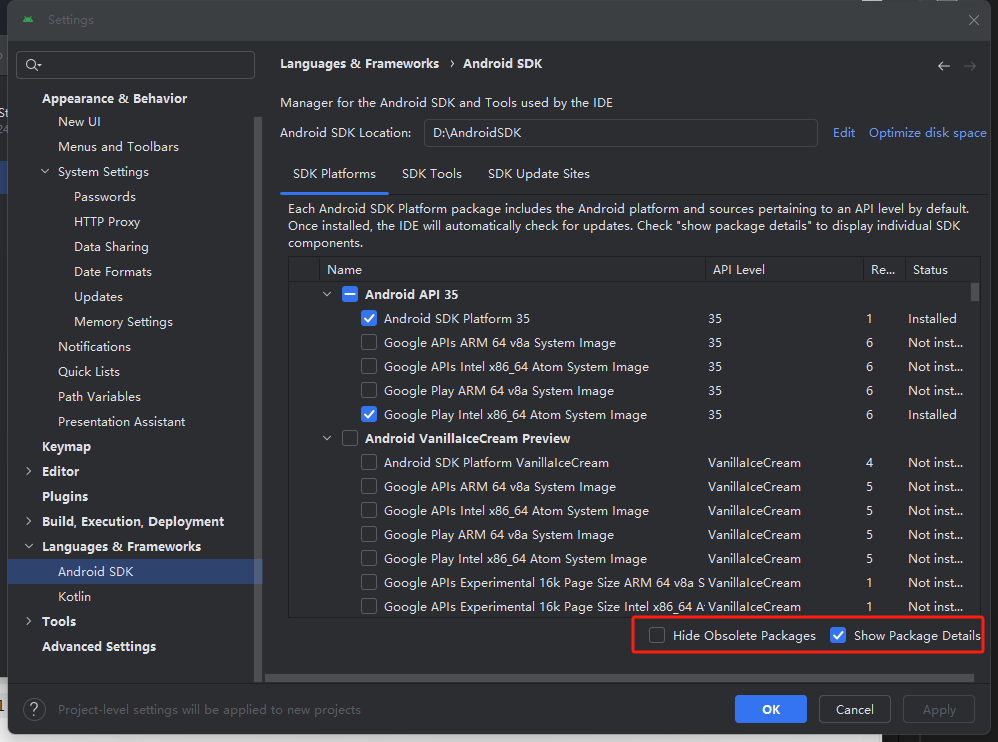 Settings
Languages & Frameworks › Android SDK
Appearance & Behavior
New UI
Menus and Toolbars
System Settings
Passwords
HTTP Proxy
Data Sharing
Date Formats
Updates
Memory Settings
Notifications
Quick Lists
Path Variables
Presentation Assistant
Keymap
Editor
Plugins
Build, Execution, Deployment
Languages & Frameworks
Android SDK
Kotlin
Tools
Advanced Settings
Manager for the Android SDK and Tools used by the IDE
Android SDK Location: D:\AndroidSDK Edit Optimize disk space
SDK Platforms SDK Tools SDK Update Sites
Each Android SDK Platform package includes the Android platform and sources pertaining to an API level by default.
Once installed, the IDE will automatically check for updates. Check "show package details" to display individual SDK
components.
Name API Level Re... Status
Android API 35
Android SDK Platform 35 35 1 Installed
Google APIs ARM 64 v8a System Image 35 6 Not inst...
Google APIs Intel x86_64 Atom System Image 35 6 Not inst...
Google Play ARM 64 v8a System Image 35 6 Not inst...
Google Play Intel x86_64 Atom System Image 35 6 Installed
Android VanillaIceCream Preview
Android SDK Platform VanillaIceCream VanillaIceCream 4 Not inst...
Google APIs ARM 64 v8a System Image VanillaIceCream 5 Not inst...
Google APIs Intel x86_64 Atom System Image VanillaIceCream 5 Not inst...
Google Play ARM 64 v8a System Image VanillaIceCream 5 Not inst...
Google Play Intel x86_64 Atom System Image VanillaIceCream 5 Not inst...
Google APIs Experimental 16k Page Size ARM 64 v8a S VanillaIceCream 1 Not inst...
Google APIs Experimental 16k Page Size Intel x86_64 A VanillaIceCream 1 Not inst...
Hide Obsolete Packages Show Package Details
? Project-level settings will be applied to new projects
OK Cancel Apply